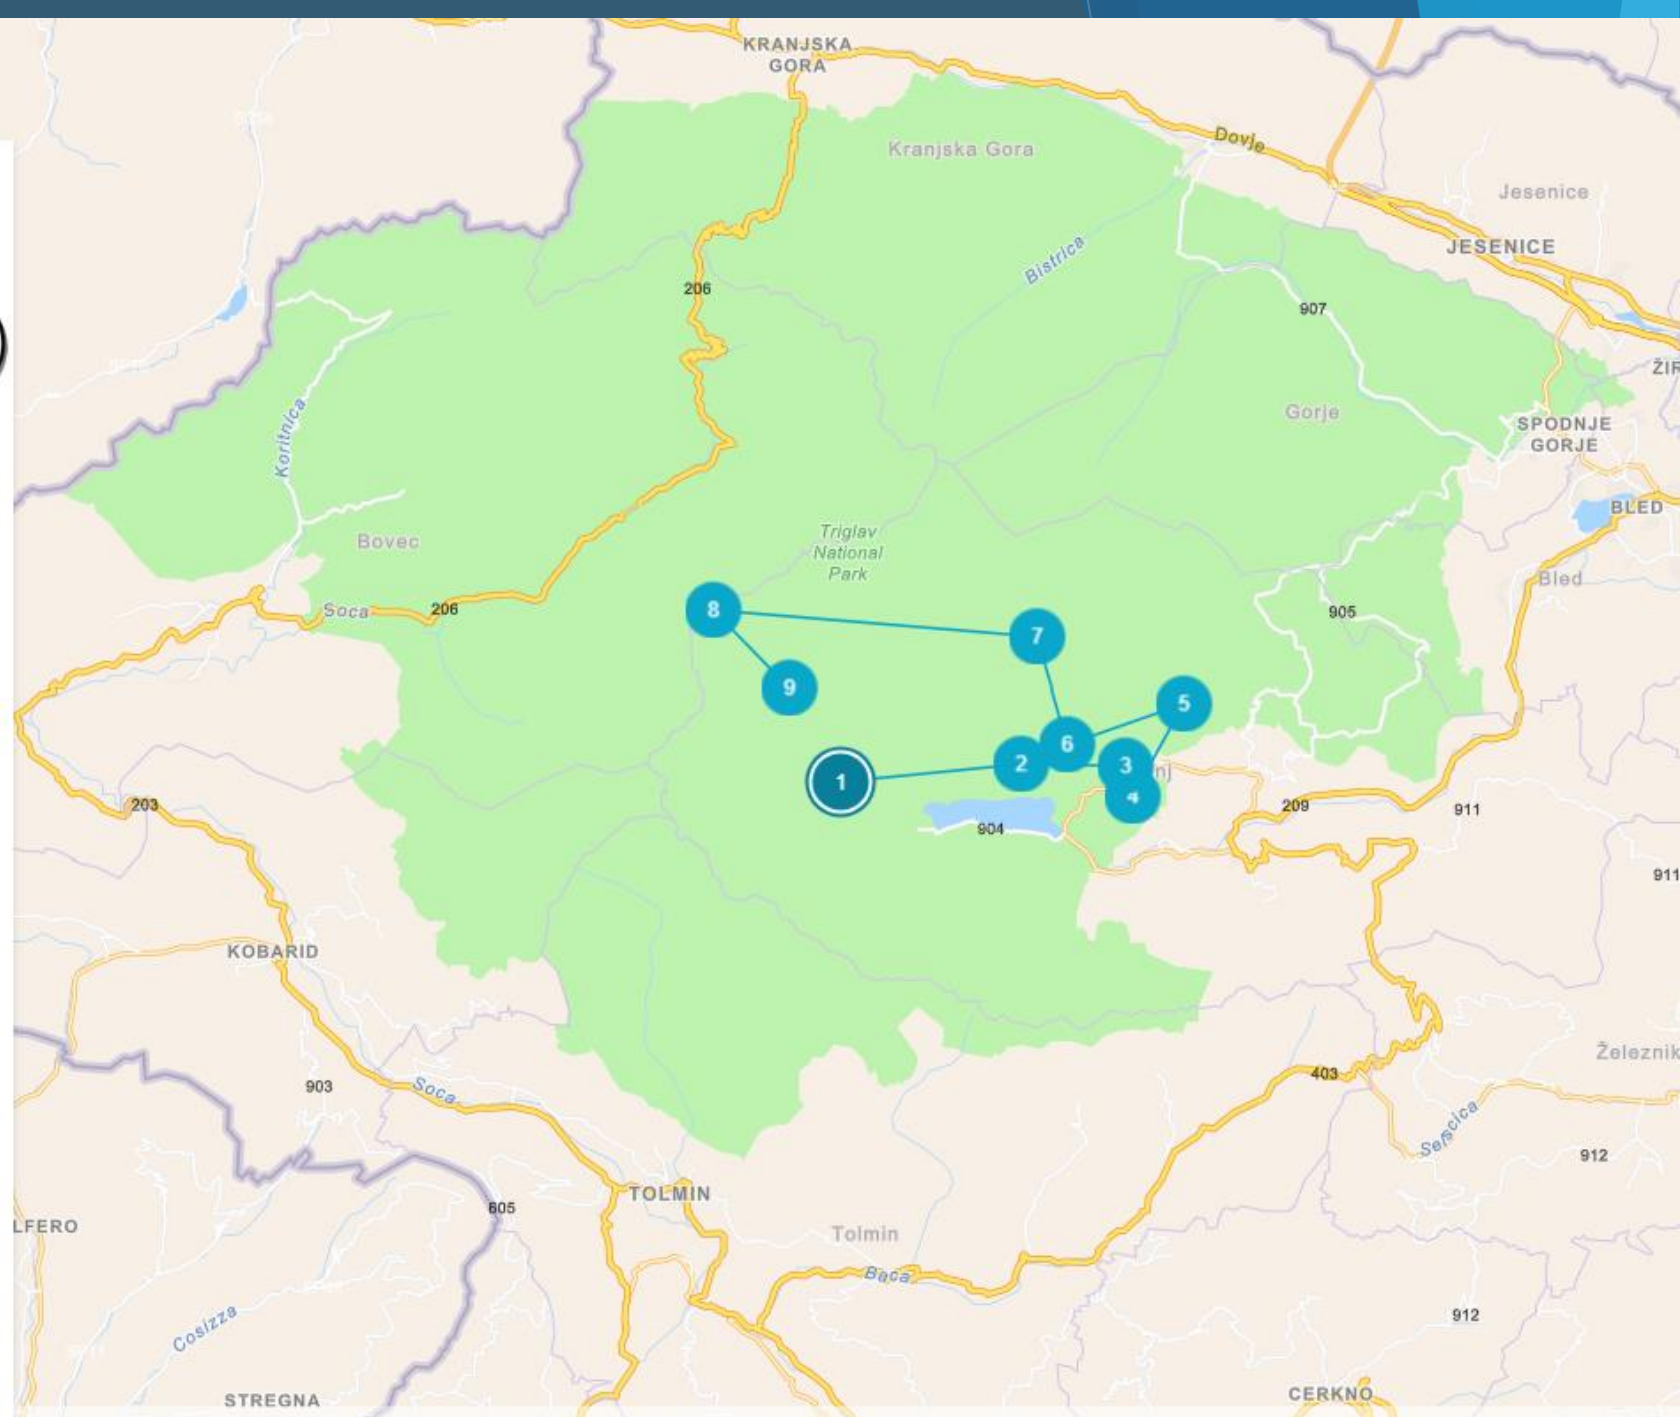 KRANJSKA
GORA
Dovje
Kranjska Gora
Jesenice
JESENICE
Bistrica
206
907
ŽIR
Gorje
SPODNJE
GORJE
Koritnica
BLED
Triglav
National
Park
Bovec
Bled
Soca
206
905
8
7
9
5
6
2
3
1
nj
4
203
209
911
904
911
KOBARID
Železnik
403
903
Soca
912
TOLMIN
605
LFERO
Tolmin
Baca
Cosizza
912
STREGNA
CERKNO